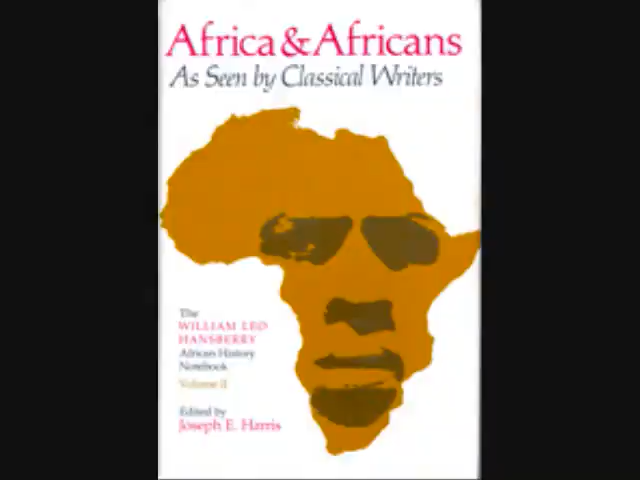 Africa & Africans
As Seen by Classical Writers
The
WILLIAM LEO
HANSBERRY
African History
Notebook
Volume II
Edited by
Joseph E. Harris